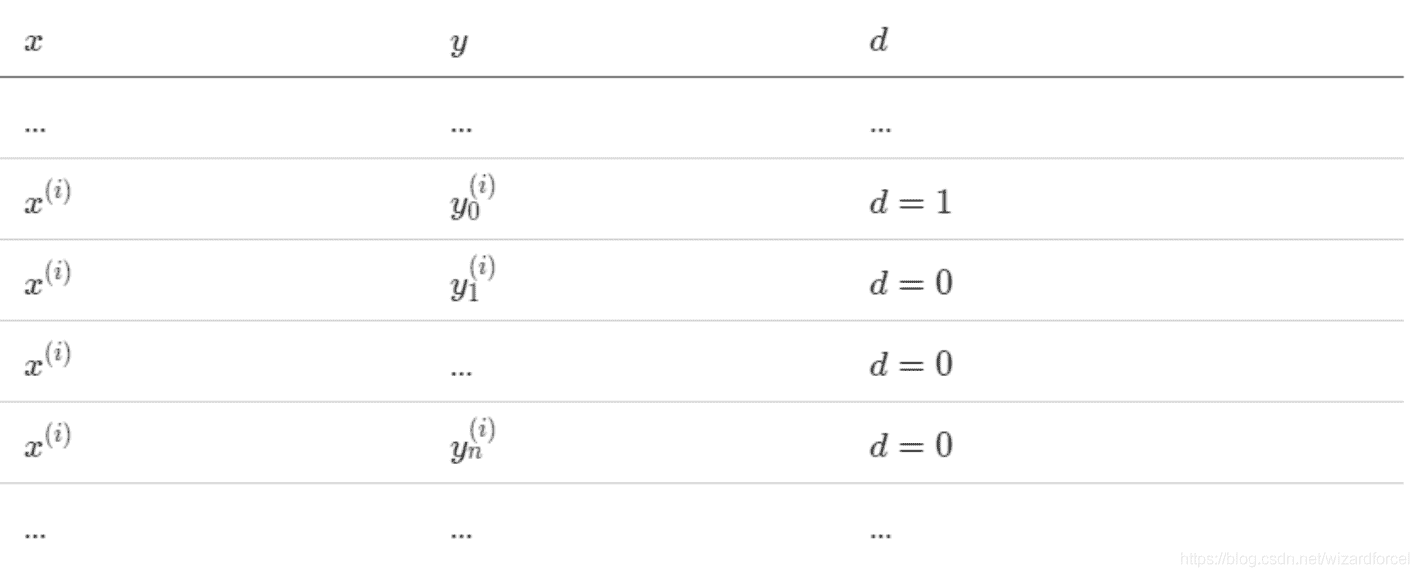 x y d
... ... ...
x^{(i)} y_0^{(i)} d = 1
x^{(i)} y_1^{(i)} d = 0
x^{(i)} ... d = 0
x^{(i)} y_n^{(i)} d = 0
... ... ...
https://blog.csdn.net/wizardforcel